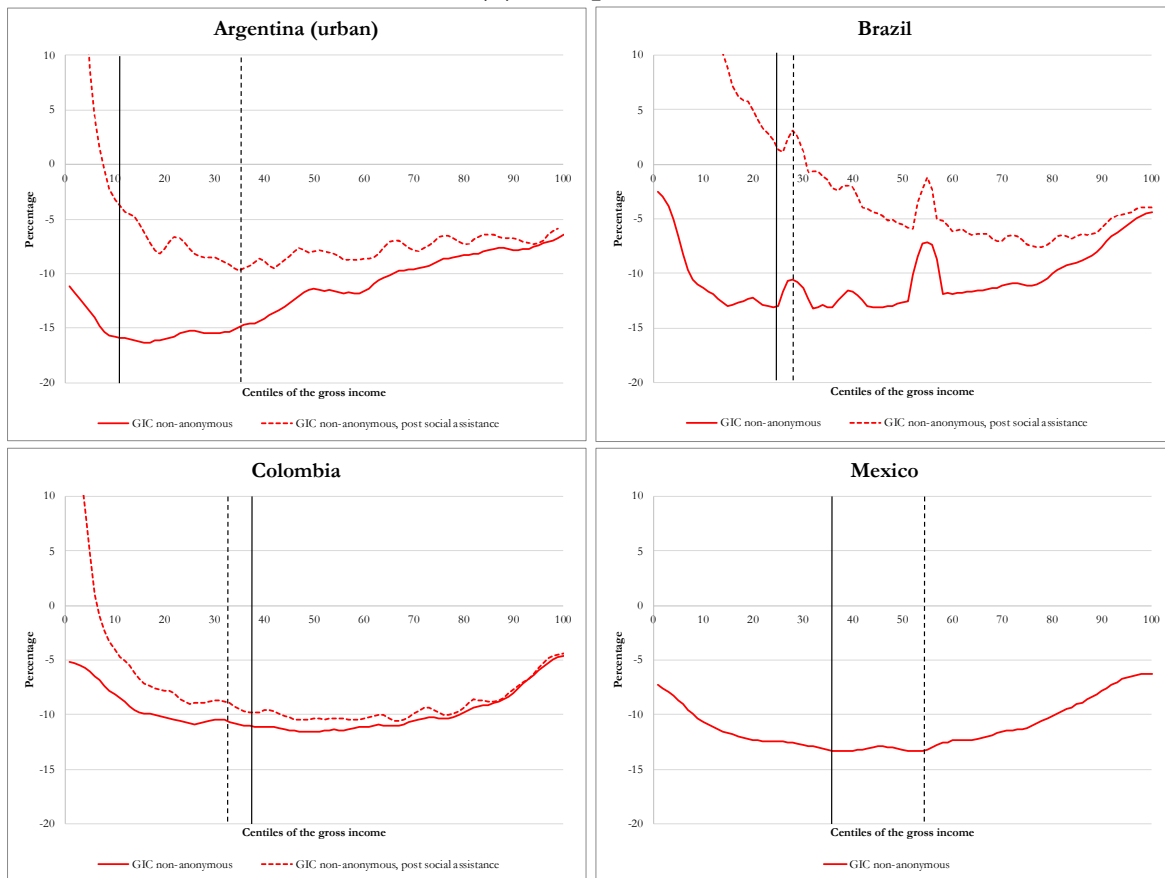 Argentina (urban)
10
5
0
-5
-10
-15
-20
0 10 20 30 40 50 60 70 80 90 100
Percentage
Centiles of the gross income
GIC non-anonymous
GIC non-anonymous, post social assistance
Brazil
10
5
0
-5
-10
-15
-20
0 10 20 30 40 50 60 70 80 90 100
Percentage
Centiles of the gross income
GIC non-anonymous
GIC non-anonymous, post social assistance
Colombia
10
5
0
-5
-10
-15
-20
0 10 20 30 40 50 60 70 80 90 100
Percentage
Centiles of the gross income
GIC non-anonymous
GIC non-anonymous, post social assistance
Mexico
10
5
0
-5
-10
-15
-20
0 10 20 30 40 50 60 70 80 90 100
Percentage
Centiles of the gross income
GIC non-anonymous